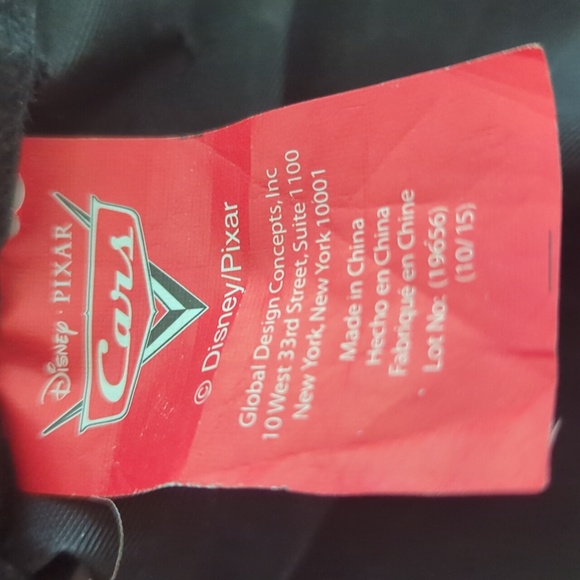 Disney · PIXAR
Cars
© Disney/Pixar
Global Design Concepts, Inc
10 West 33rd Street, Suite 1100
New York, New York 10001
Made in China
Hecho en China
Fabriqué en Chine
Lot No: (19656)
(10/15)